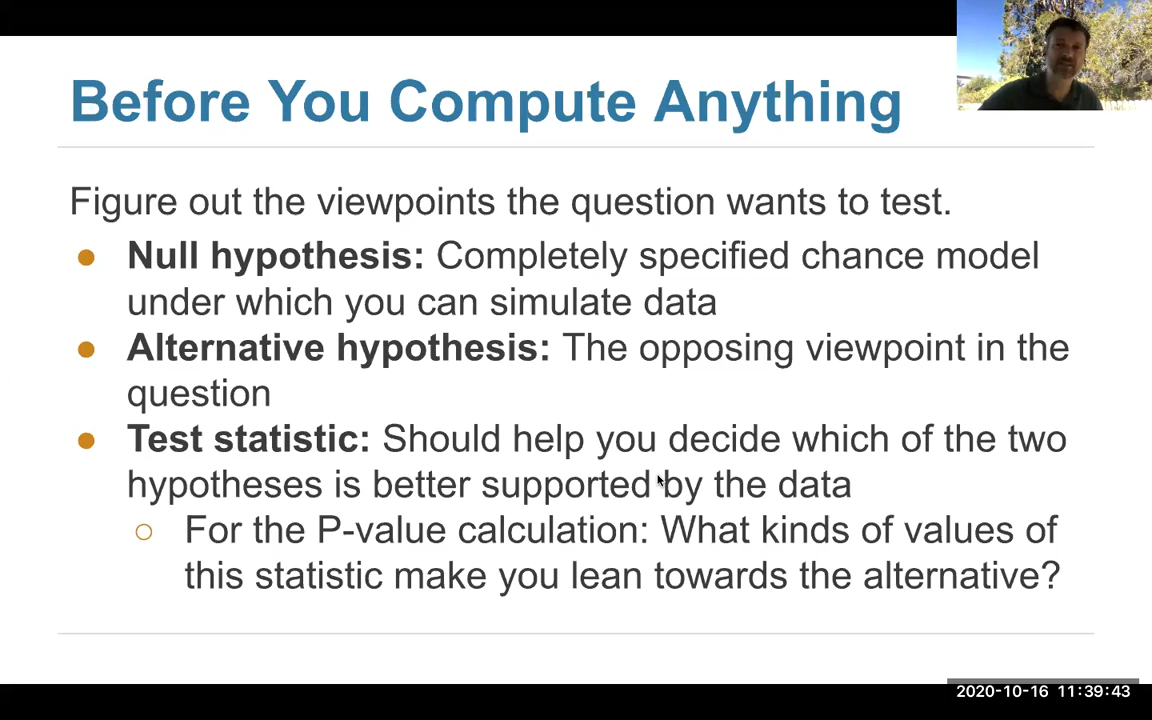 Before You Compute Anything
Figure out the viewpoints the question wants to test.
● Null hypothesis: Completely specified chance model
under which you can simulate data
● Alternative hypothesis: The opposing viewpoint in the
question
● Test statistic: Should help you decide which of the two
hypotheses is better supported by the data
○ For the P-value calculation: What kinds of values of
this statistic make you lean towards the alternative?
2020-10-16 11:39:43